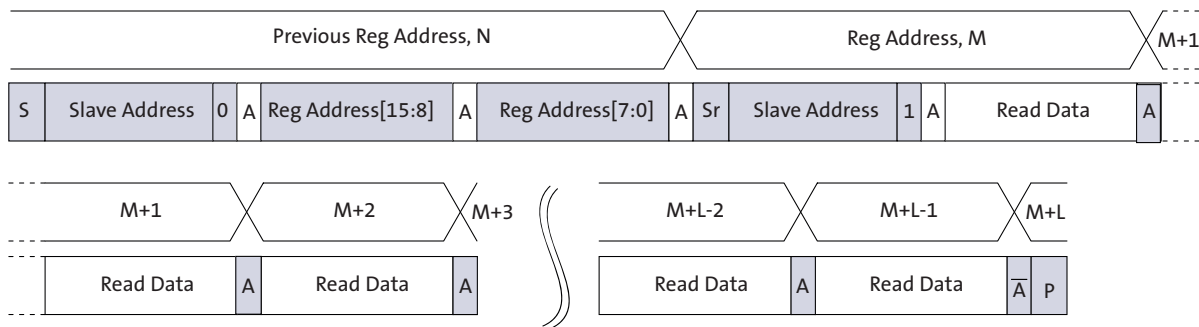 Previous Reg Address, N Reg Address, M M+1
S Slave Address 0 A Reg Address[15:8] A Reg Address[7:0] A Sr Slave Address 1 A Read Data A
M+1 M+2 M+3 M+L-2 M+L-1 M+L
Read Data A Read Data A Read Data A Read Data A̅ P